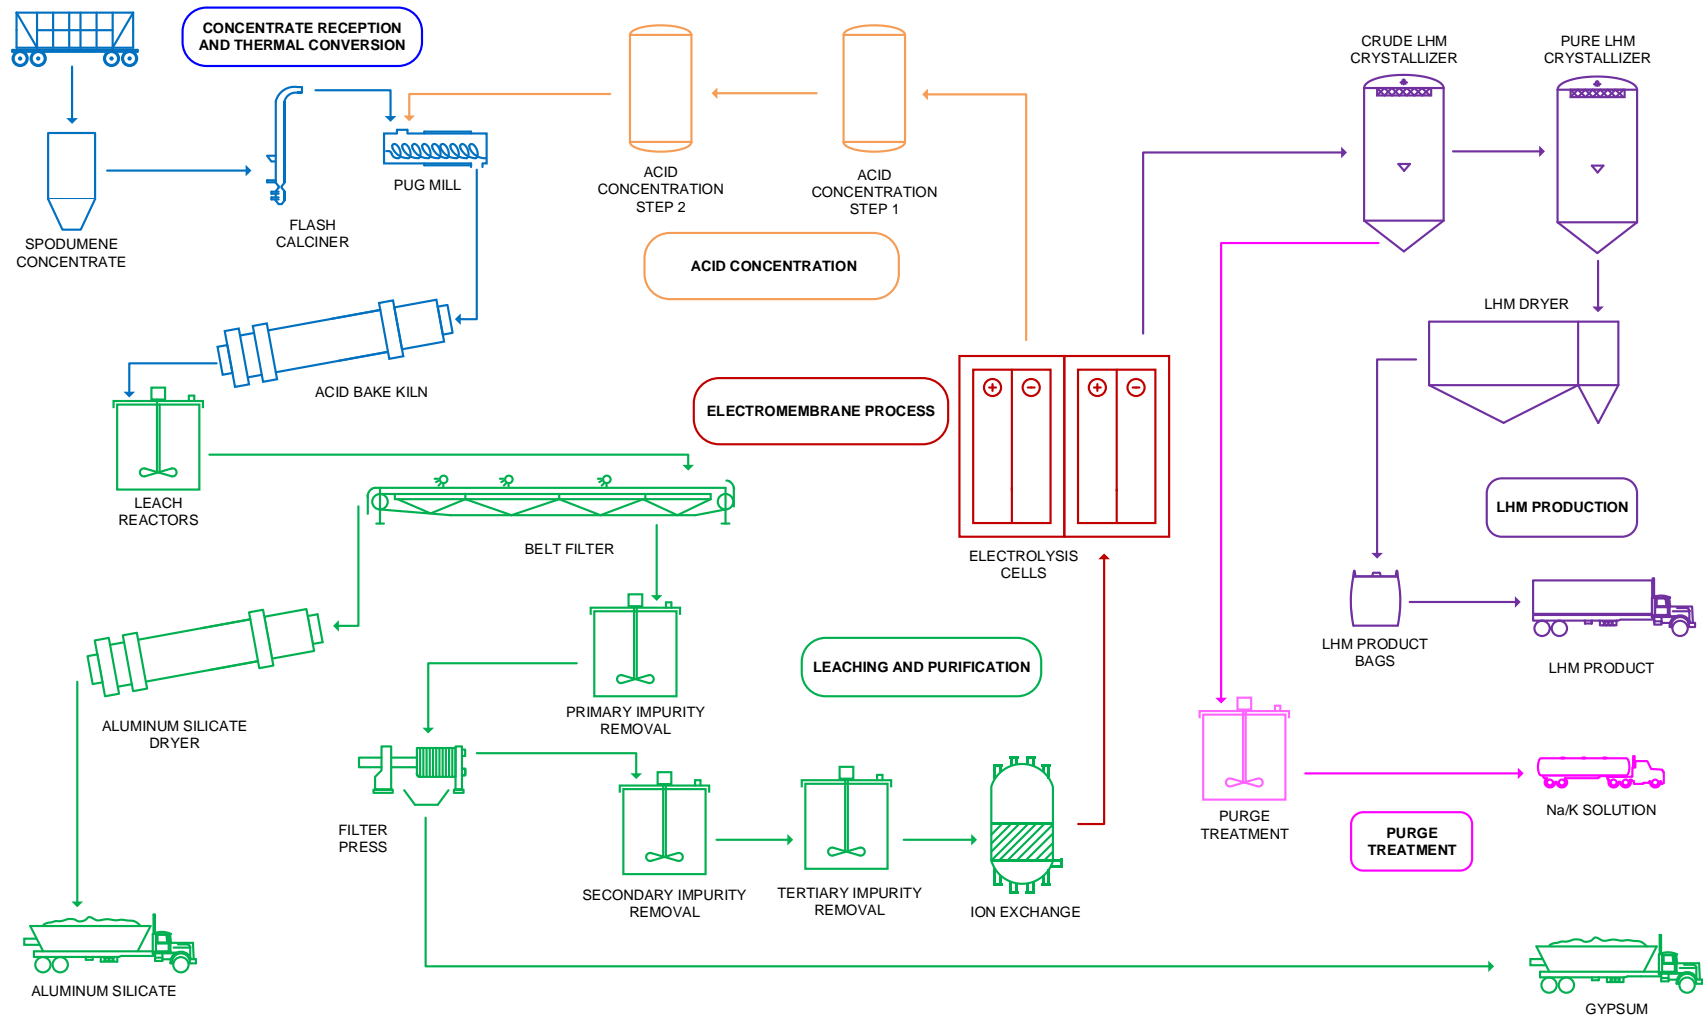 CONCENTRATE RECEPTION
AND THERMAL CONVERSION
CRUDE LHM
CRYSTALLIZER
PURE LHM
CRYSTALLIZER
PUG MILL
ACID
CONCENTRATION
STEP 2
ACID
CONCENTRATION
STEP 1
FLASH
CALCINER
SPODUMENE
CONCENTRATE
ACID CONCENTRATION
LHM DRYER
ACID BAKE KILN
ELECTROMEMBRANE PROCESS
LEACH
REACTORS
LHM PRODUCTION
BELT FILTER
ELECTROLYSIS
CELLS
LHM PRODUCT
BAGS
LHM PRODUCT
LEACHING AND PURIFICATION
PRIMARY IMPURITY
REMOVAL
ALUMINUM SILICATE
DRYER
PURGE
TREATMENT
Na/K SOLUTION
FILTER
PRESS
PURGE
TREATMENT
SECONDARY IMPURITY
REMOVAL
TERTIARY IMPURITY
REMOVAL
ION EXCHANGE
ALUMINUM SILICATE
GYPSUM